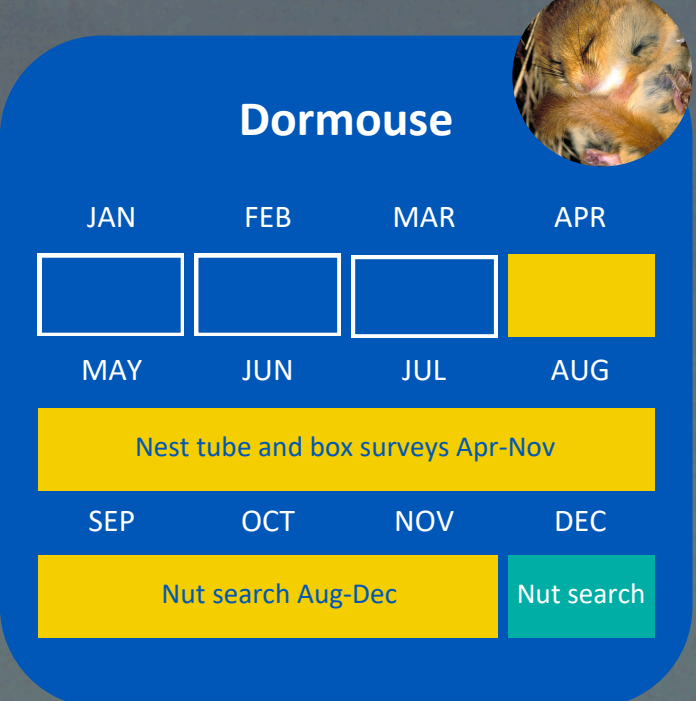 Dormouse
JAN FEB MAR APR
MAY JUN JUL AUG
Nest tube and box surveys Apr-Nov
SEP OCT NOV DEC
Nut search Aug-Dec Nut search